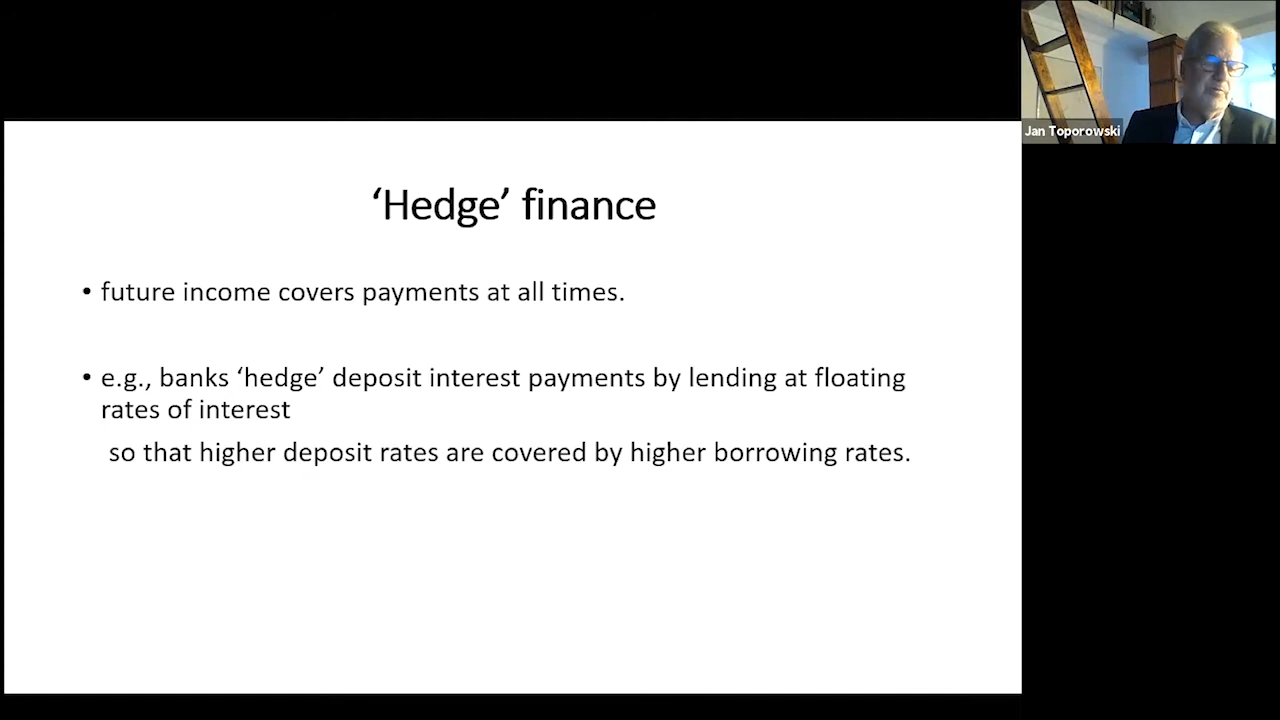 Jan Toporowski
‘Hedge’ finance
• future income covers payments at all times.
• e.g., banks ‘hedge’ deposit interest payments by lending at floating
rates of interest
so that higher deposit rates are covered by higher borrowing rates.